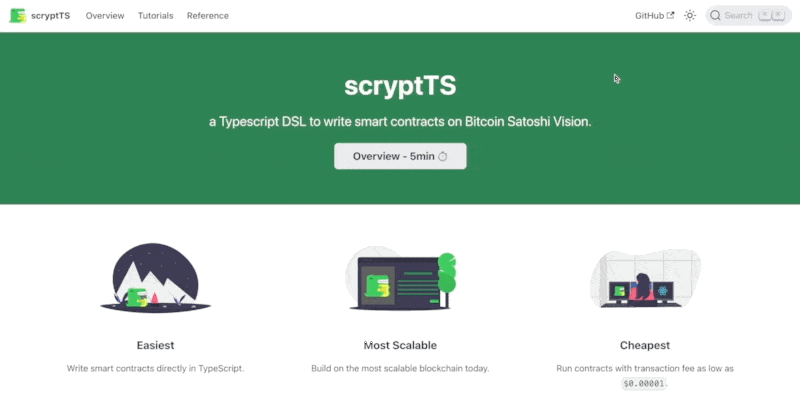 scryptTS Overview Tutorials Reference GitHub Search
scryptTS
a Typescript DSL to write smart contracts on Bitcoin Satoshi Vision.
Overview - 5min ⏱️
Easiest Most Scalable Cheapest
Write smart contracts directly in TypeScript. Build on the most scalable blockchain today. Run contracts with transaction fee as low as
$0.00001.